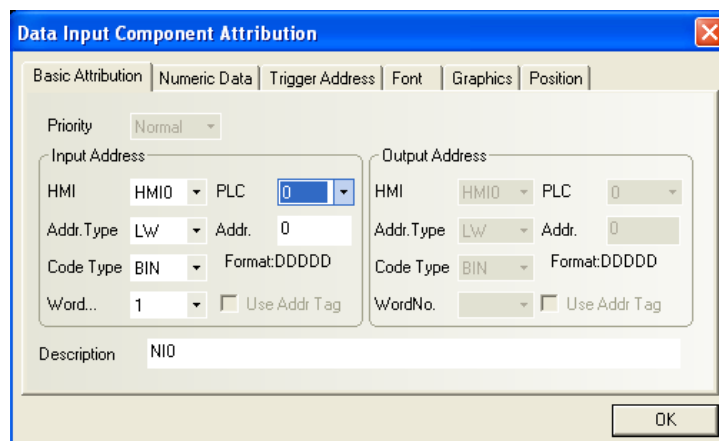 Data Input Component Attribution
Basic Attribution Numeric Data Trigger Address Font Graphics Position
Priority Normal
Input Address Output Address
HMI HMI0 PLC 0 HMI HMI0 PLC 0
Addr.Type LW Addr. 0 Addr.Type LW Addr. 0
Code Type BIN Format:DDDDD Code Type BIN Format:DDDDD
Word... 1 Use Addr Tag WordNo. Use Addr Tag
Description NI0
OK